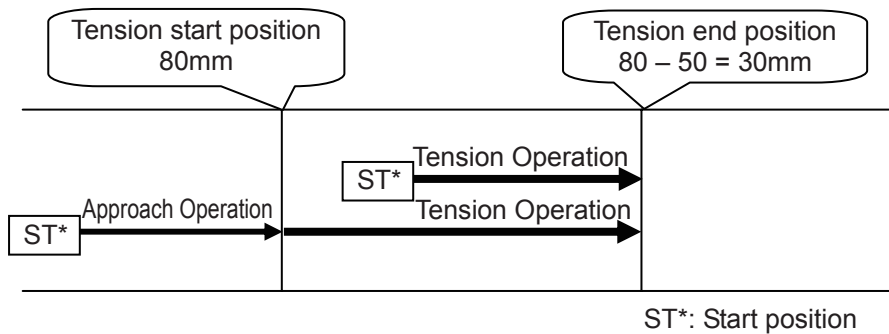 Tension start position
80mm
Tension end position
80 – 50 = 30mm
Tension Operation
ST*
Approach Operation
Tension Operation
ST*
ST*: Start position